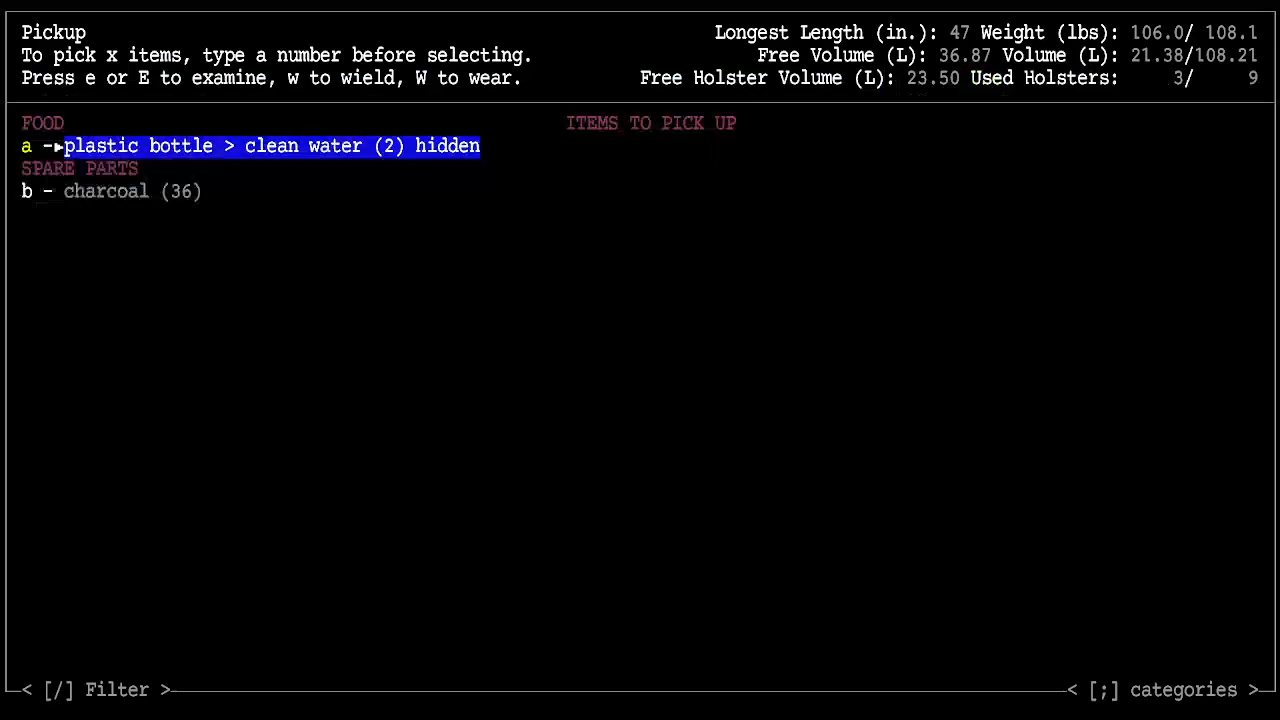 Pickup
To pick x items, type a number before selecting.
Press e or E to examine, w to wield, W to wear.
Longest Length (in.): 47 Weight (lbs): 106.0/ 108.1
Free Volume (L): 36.87 Volume (L): 21.38/108.21
Free Holster Volume (L): 23.50 Used Holsters: 3/ 9
FOOD
a -▸plastic bottle > clean water (2) hidden
SPARE PARTS
b - charcoal (36)
ITEMS TO PICK UP
< [/] Filter >
< [;] categories >